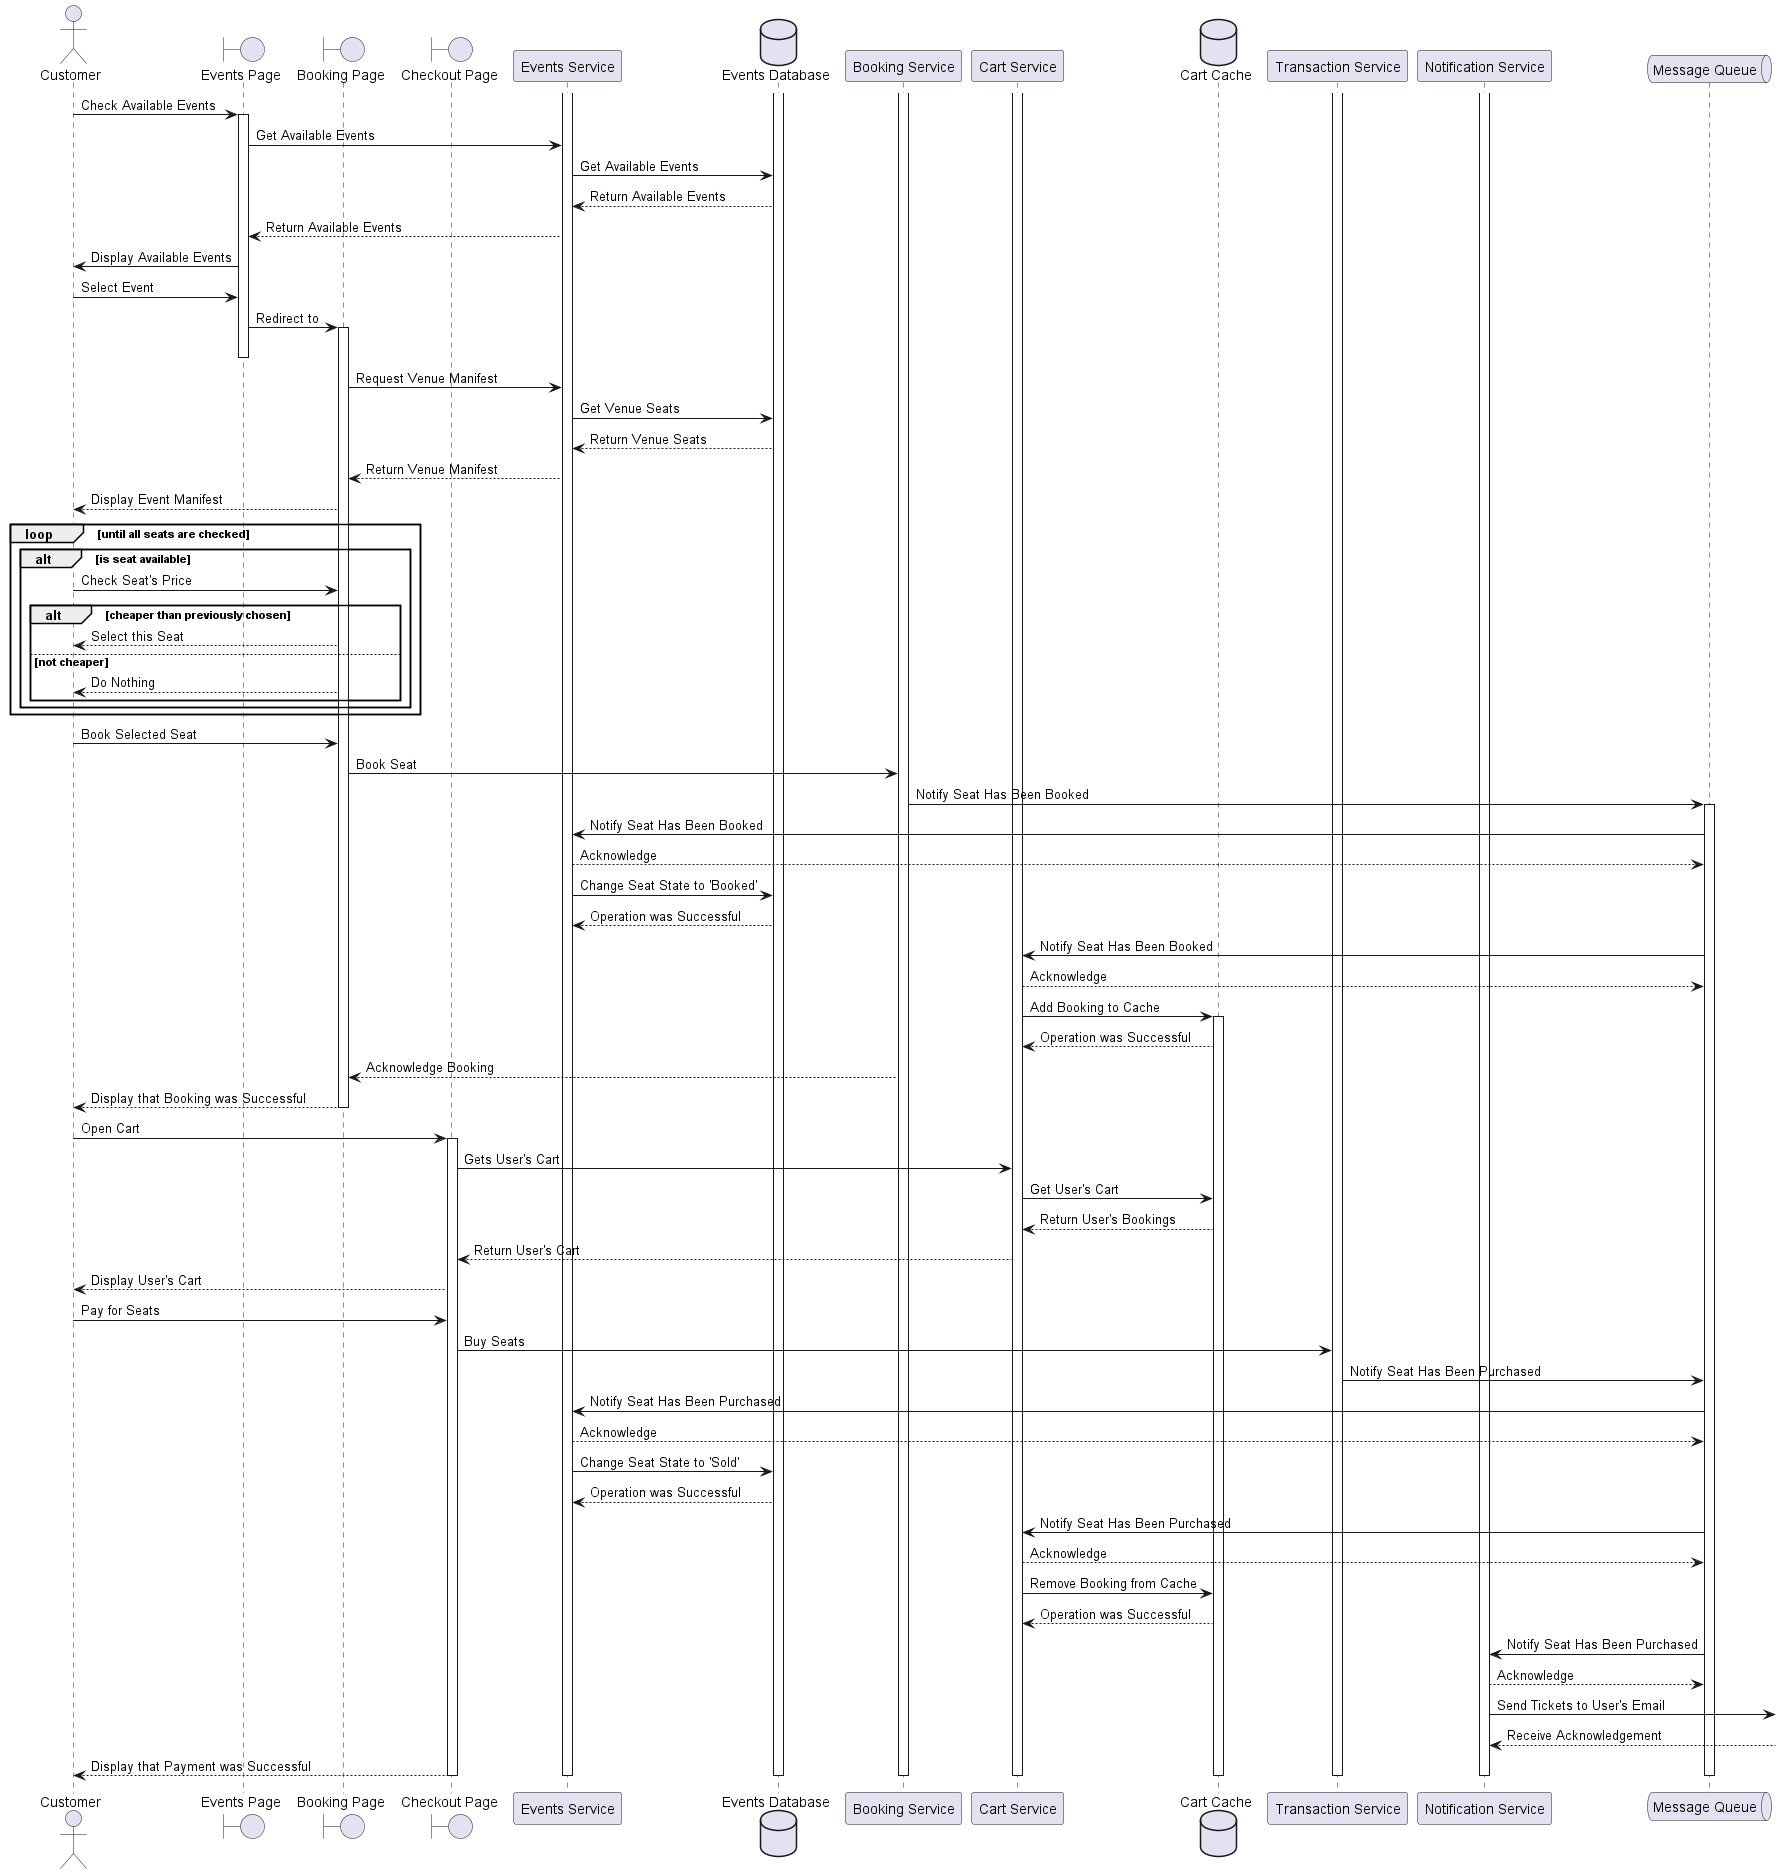 Customer
Events Page
Booking Page
Checkout Page
Events Service
Events Database
Booking Service
Cart Service
Cart Cache
Transaction Service
Notification Service
Message Queue
Check Available Events
Get Available Events
Get Available Events
Return Available Events
Return Available Events
Display Available Events
Select Event
Redirect to
Request Venue Manifest
Get Venue Seats
Return Venue Seats
Return Venue Manifest
Display Event Manifest
loop [until all seats are checked]
alt [is seat available]
Check Seat's Price
alt [cheaper than previously chosen]
Select this Seat
[not cheaper]
Do Nothing
Book Selected Seat
Book Seat
Notify Seat Has Been Booked
Notify Seat Has Been Booked
Acknowledge
Change Seat State to 'Booked'
Operation was Successful
Notify Seat Has Been Booked
Acknowledge
Add Booking to Cache
Operation was Successful
Acknowledge Booking
Display that Booking was Successful
Open Cart
Gets User's Cart
Get User's Cart
Return User's Bookings
Return User's Cart
Display User's Cart
Pay for Seats
Buy Seats
Notify Seat Has Been Purchased
Notify Seat Has Been Purchased
Acknowledge
Change Seat State to 'Sold'
Operation was Successful
Notify Seat Has Been Purchased
Acknowledge
Remove Booking from Cache
Operation was Successful
Notify Seat Has Been Purchased
Acknowledge
Send Tickets to User's Email
Receive Acknowledgement
Display that Payment was Successful
Customer
Events Page
Booking Page
Checkout Page
Events Service
Events Database
Booking Service
Cart Service
Cart Cache
Transaction Service
Notification Service
Message Queue